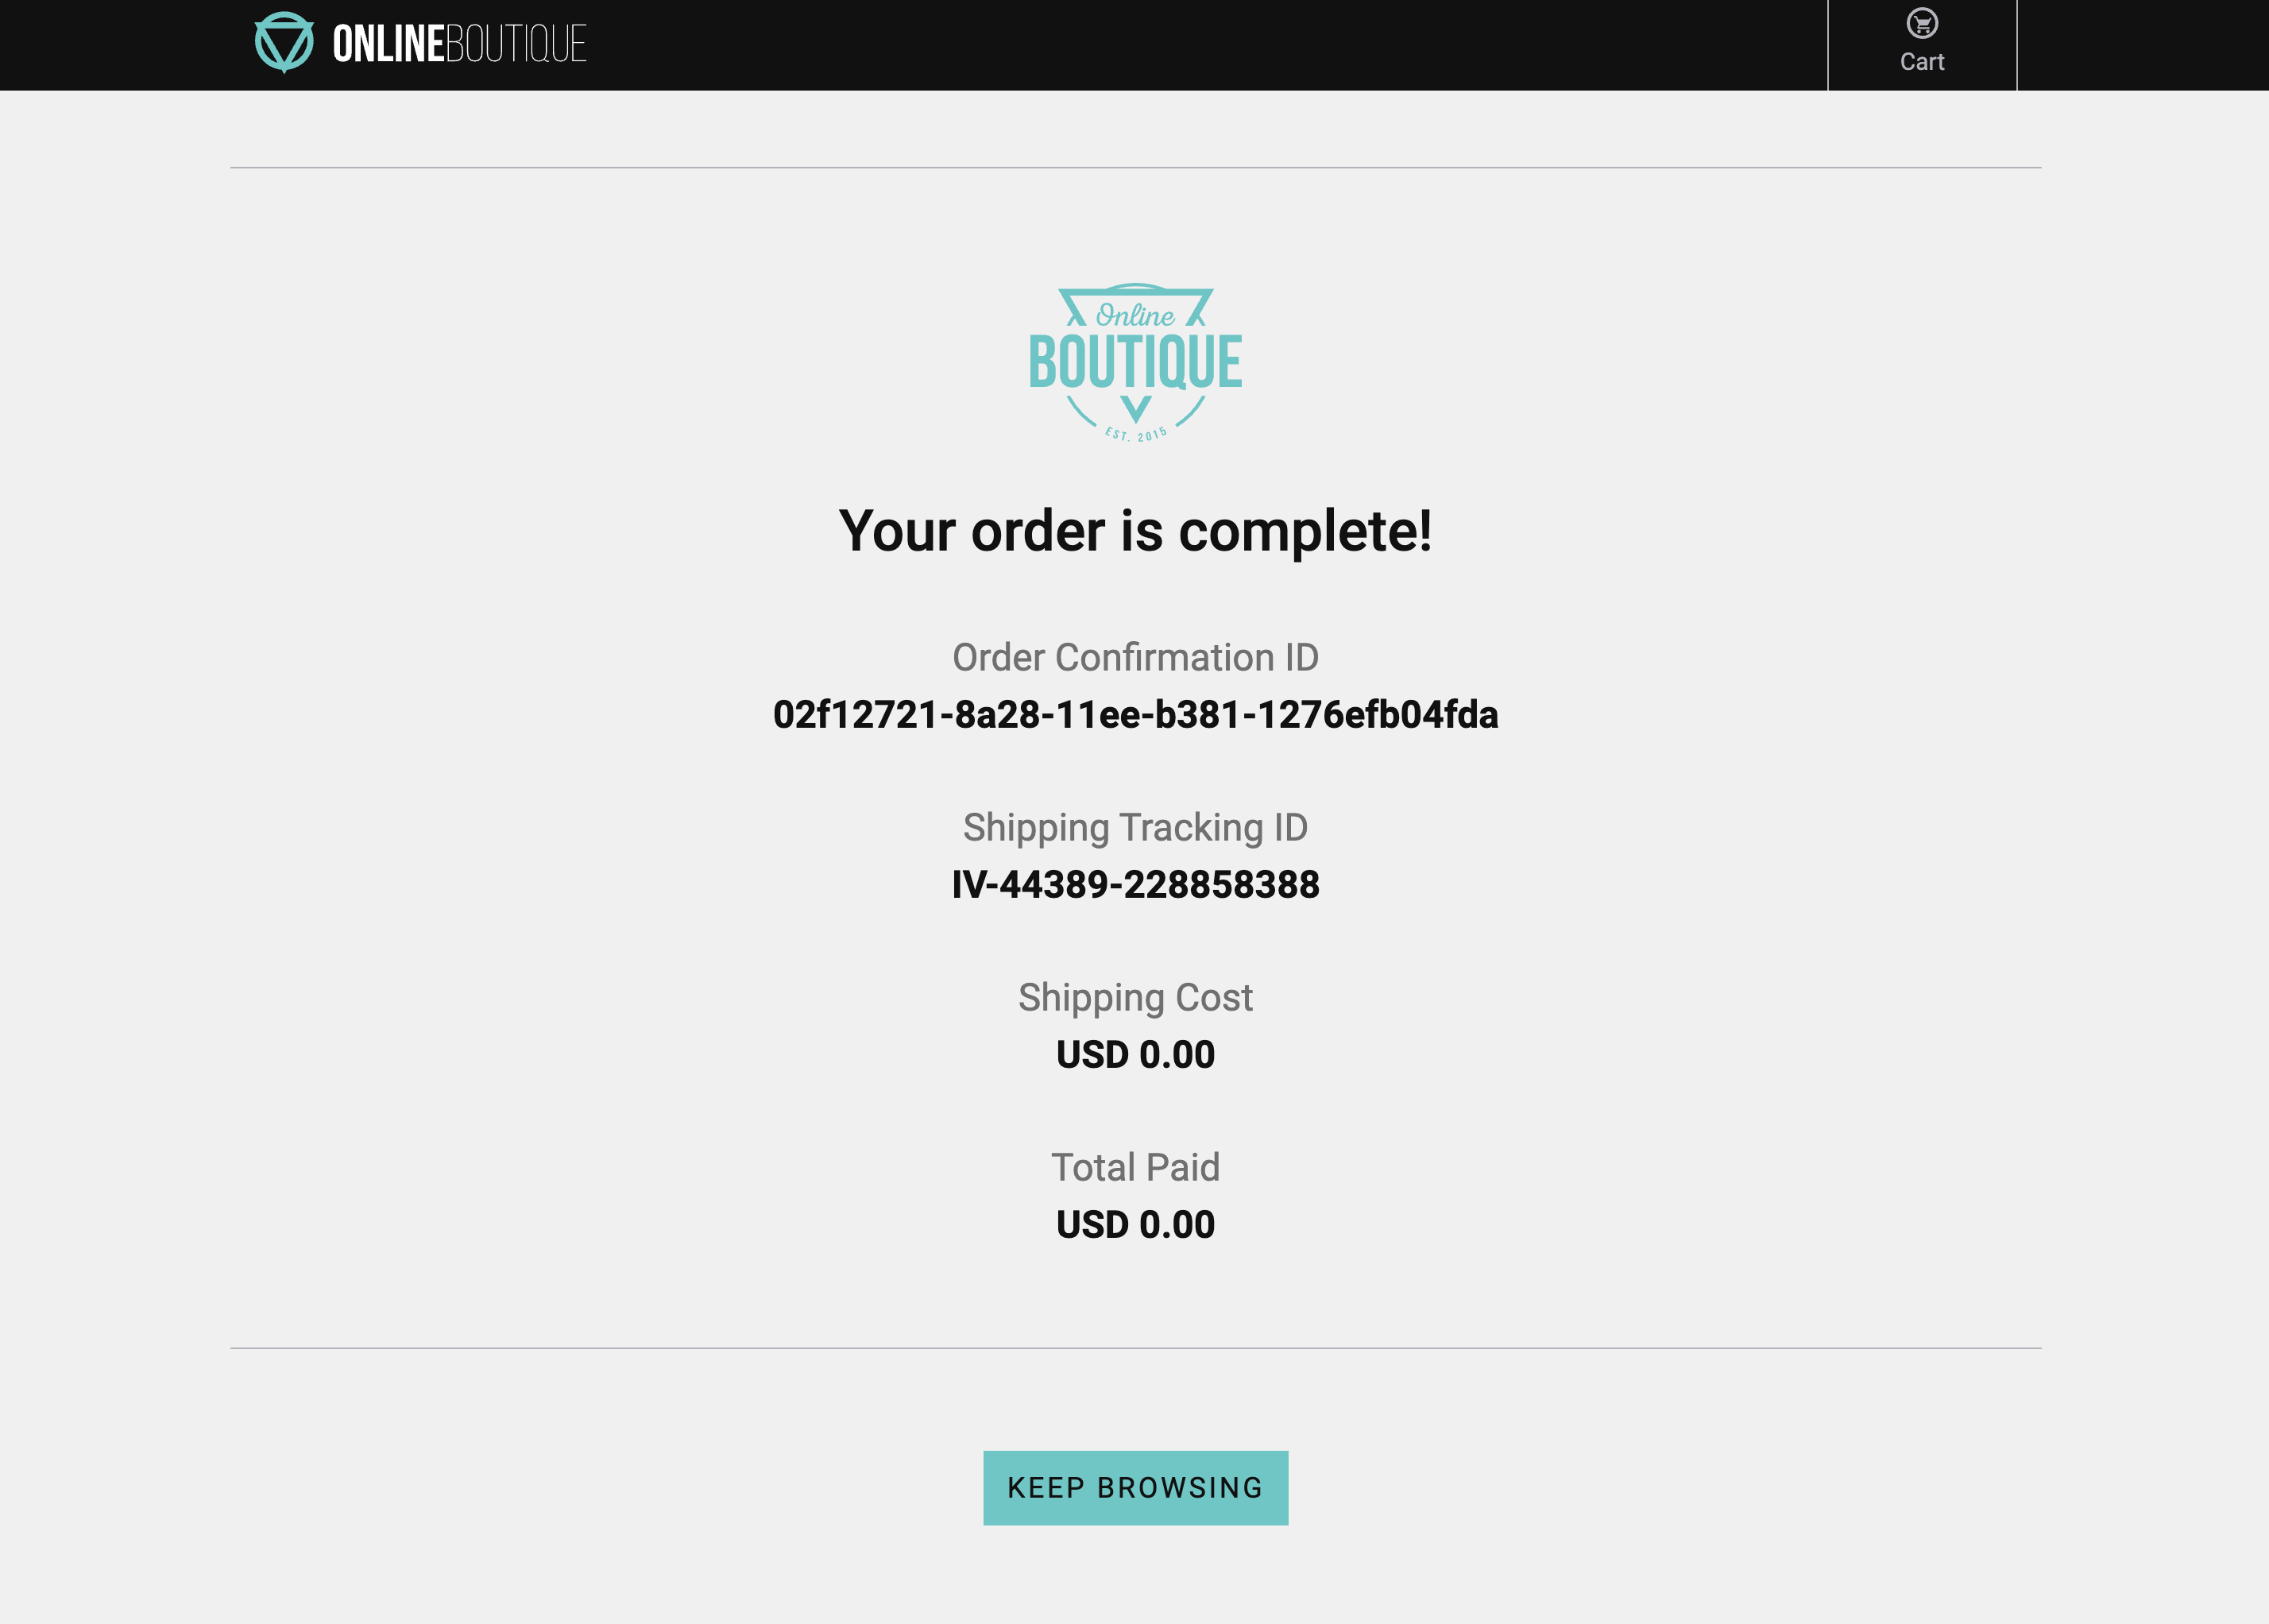 ONLINEBOUTIQUE
Cart
Online
BOUTIQUE
EST. 2015
Your order is complete!
Order Confirmation ID
02f12721-8a28-11ee-b381-1276efb04fda
Shipping Tracking ID
IV-44389-228858388
Shipping Cost
USD 0.00
Total Paid
USD 0.00
KEEP BROWSING